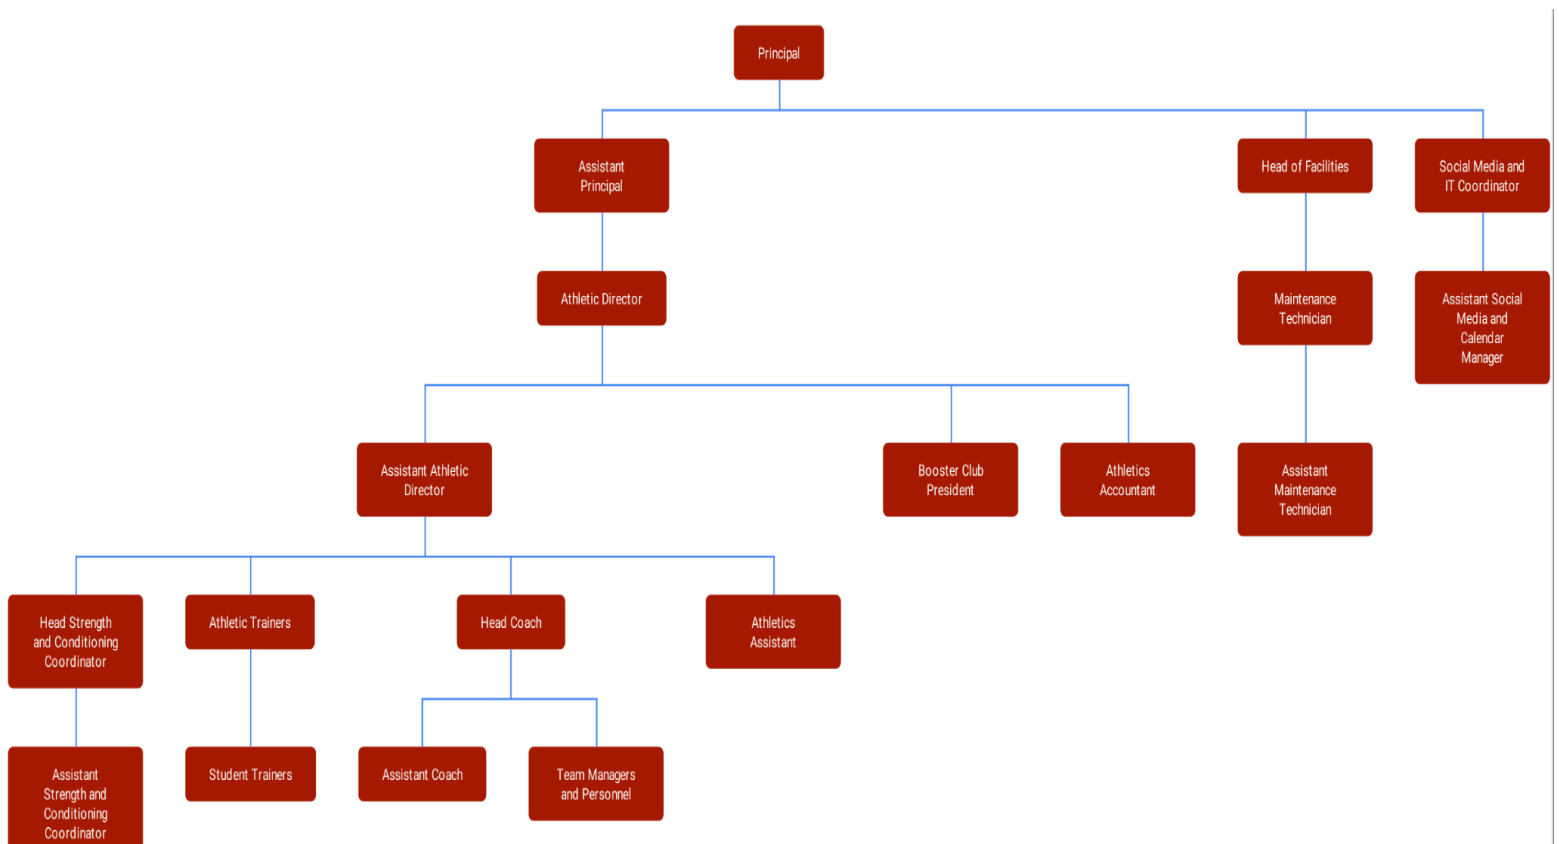 Principal
Assistant
Principal
Head of Facilities
Social Media and
IT Coordinator
Athletic Director
Maintenance
Technician
Assistant Social
Media and
Calendar
Manager
Assistant Athletic
Director
Booster Club
President
Athletics
Accountant
Assistant
Maintenance
Technician
Head Strength
and Conditioning
Coordinator
Athletic Trainers
Head Coach
Athletics
Assistant
Assistant
Strength and
Conditioning
Coordinator
Student Trainers
Assistant Coach
Team Managers
and Personnel